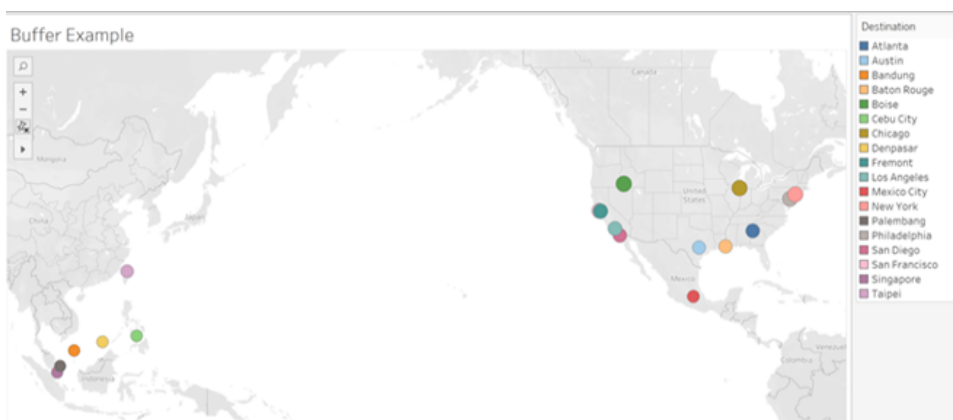 Buffer Example
Destination
Atlanta
Austin
Bandung
Baton Rouge
Boise
Cebu City
Chicago
Denpasar
Fremont
Los Angeles
Mexico City
New York
Palembang
Philadelphia
San Diego
San Francisco
Singapore
Taipei
Canada
Mongolia
United
States
China
Japan
Mexico
Colombia
Indonesia